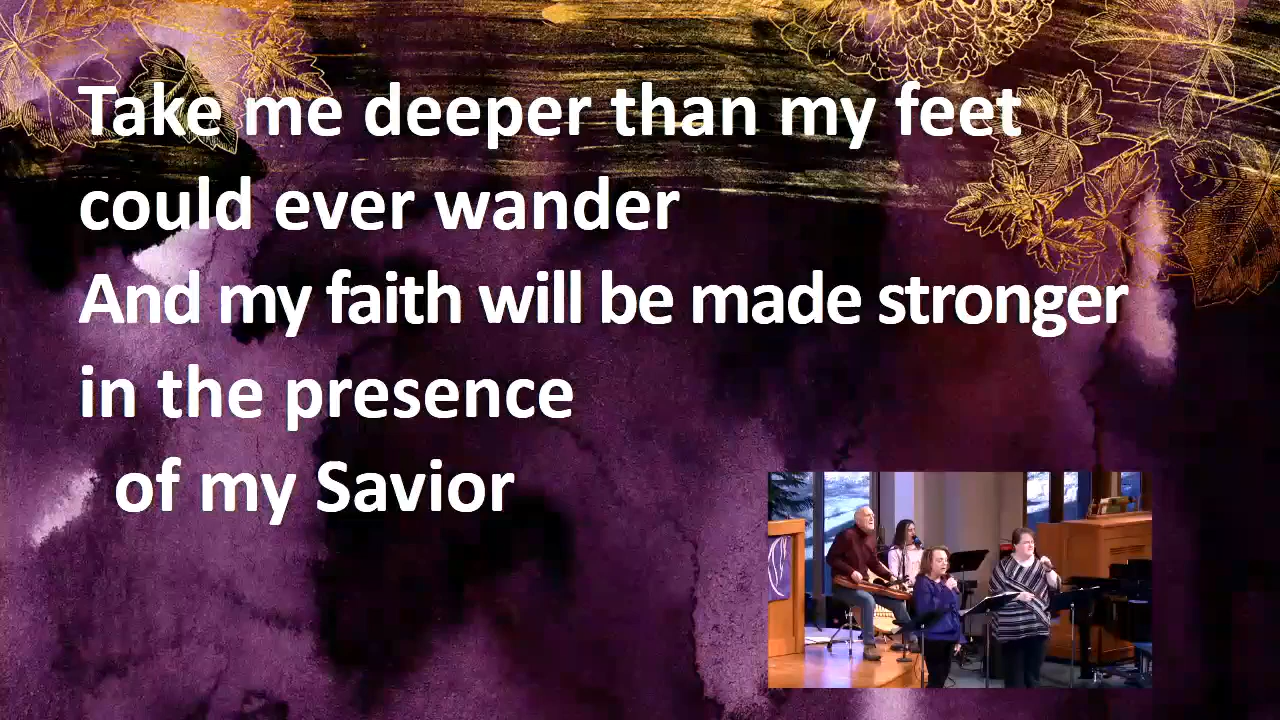 Take me deeper than my feet
could ever wander
And my faith will be made stronger
in the presence
of my Savior